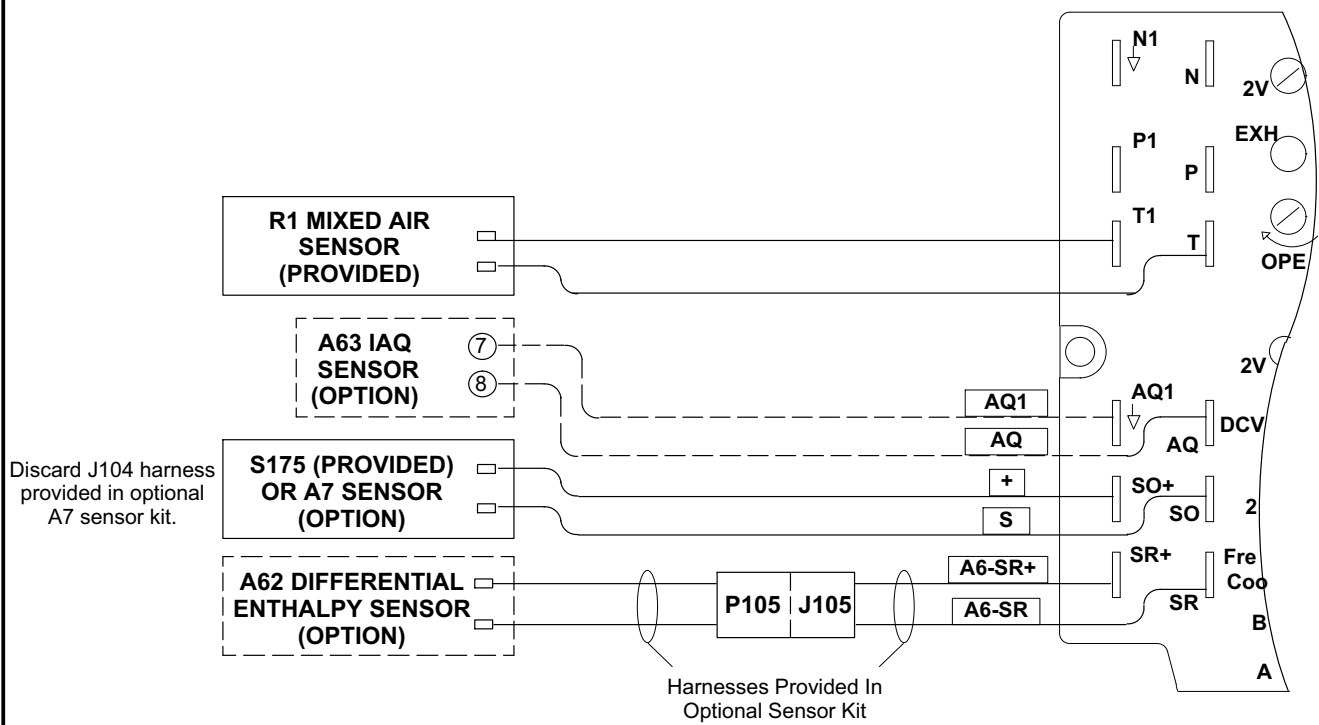 N1
N
2V
P1
EXH
P
T1
T
OPE
R1 MIXED AIR
SENSOR
(PROVIDED)
A63 IAQ
SENSOR
(OPTION)
7
8
2V
AQ1
AQ1
DCV
AQ
AQ
Discard J104 harness
provided in optional
A7 sensor kit.
S175 (PROVIDED)
OR A7 SENSOR
(OPTION)
+
SO+
S
SO
2
A62 DIFFERENTIAL
ENTHALPY SENSOR
(OPTION)
P105
J105
A6-SR+
SR+
Fre
Coo
A6-SR
SR
B
A
Harnesses Provided In
Optional Sensor Kit